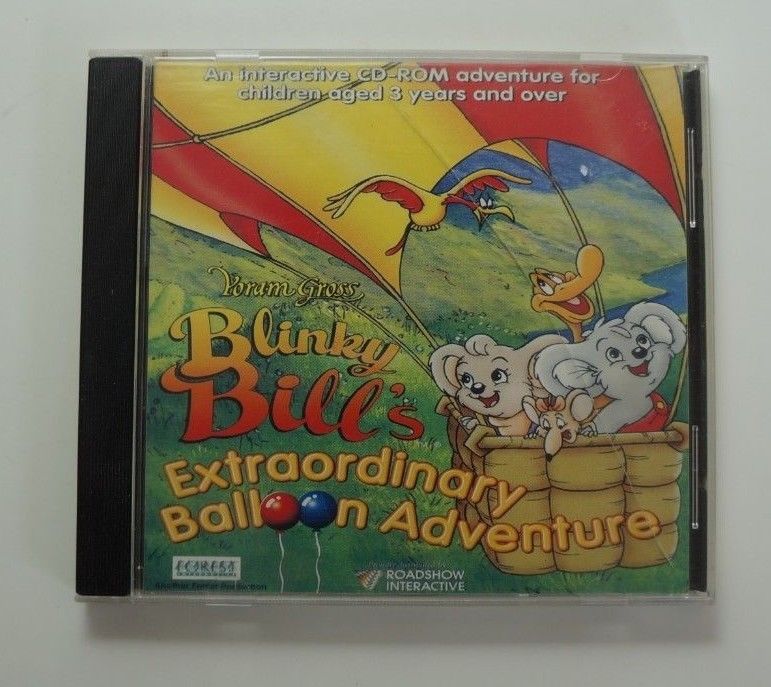 An interactive CD-ROM adventure for
children aged 3 years and over
Yoram Gross
Blinky
Bill's
Extraordinary
Balloon Adventure
ROADSHOW
INTERACTIVE